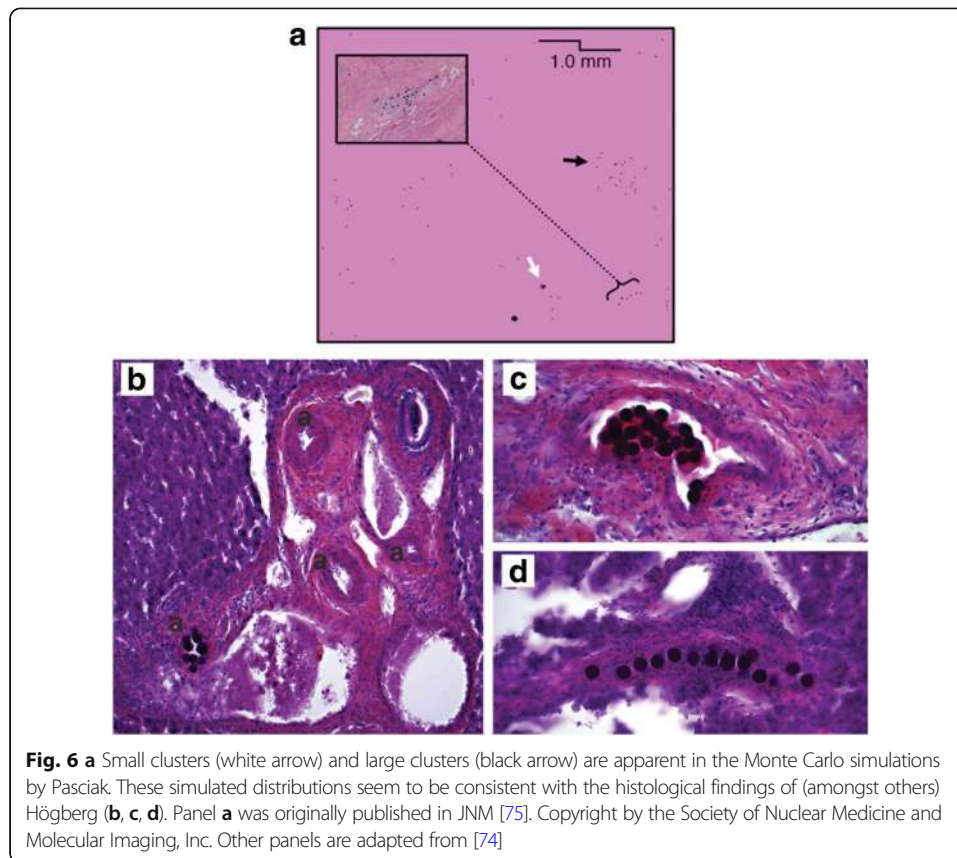 a
1.0 mm
b
a
a
a
a
c
d
Fig. 6 a Small clusters (white arrow) and large clusters (black arrow) are apparent in the Monte Carlo simulations
by Pasciak. These simulated distributions seem to be consistent with the histological findings of (amongst others)
Högberg (b, c, d). Panel a was originally published in JNM [75]. Copyright by the Society of Nuclear Medicine and
Molecular Imaging, Inc. Other panels are adapted from [74]